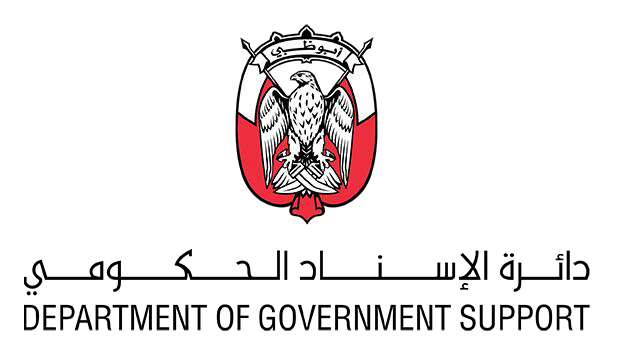 أبوظبي
دائرة الإسناد الحكومي
DEPARTMENT OF GOVERNMENT SUPPORT